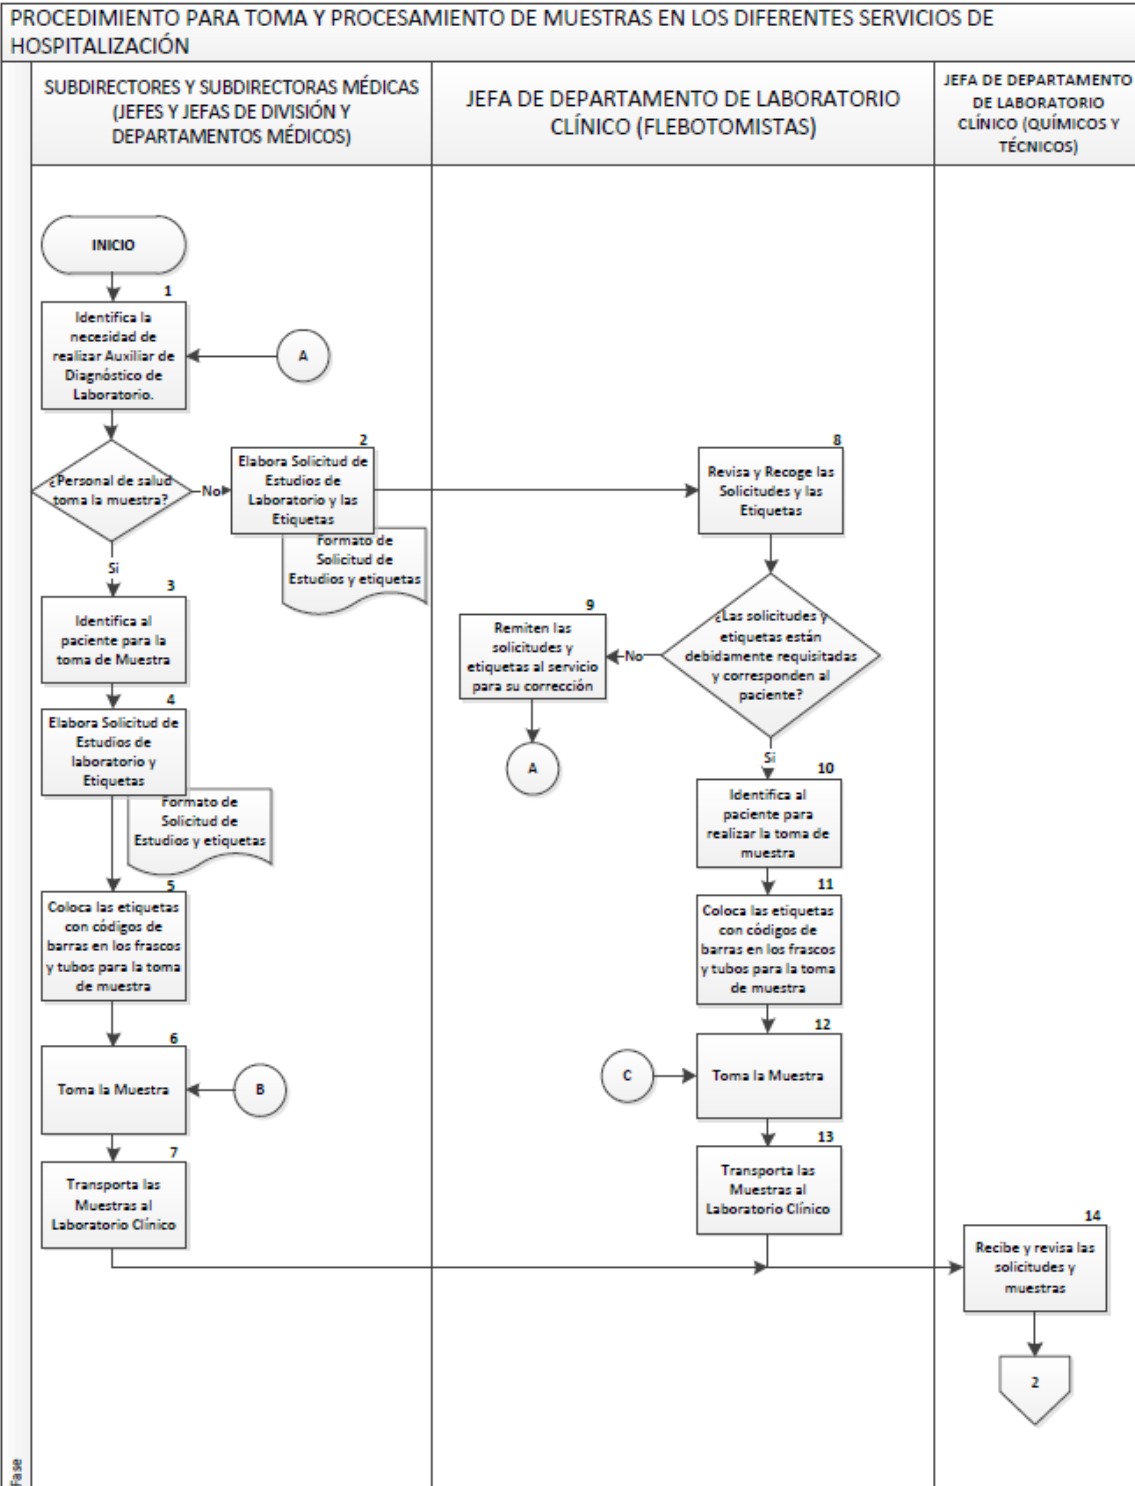 PROCEDIMIENTO PARA TOMA Y PROCESAMIENTO DE MUESTRAS EN LOS DIFERENTES SERVICIOS DE
HOSPITALIZACIÓN
SUBDIRECTORES Y SUBDIRECTORAS MÉDICAS
(JEFES Y JEFAS DE DIVISIÓN Y
DEPARTAMENTOS MÉDICOS)
JEFA DE DEPARTAMENTO DE LABORATORIO
CLÍNICO (FLEBOTOMISTAS)
JEFA DE DEPARTAMENTO
DE LABORATORIO
CLÍNICO (QUÍMICOS Y
TÉCNICOS)
INICIO
1
Identifica la
necesidad de
realizar Auxiliar de
Diagnóstico de
Laboratorio.
A
¿Personal de salud
toma la muestra?
No
2
Elabora Solicitud de
Estudios de
Laboratorio y las
Etiquetas
Formato de
Solicitud de
Estudios y etiquetas
Si
3
Identifica al
paciente para la
toma de Muestra
4
Elabora Solicitud de
Estudios de
laboratorio y
Etiquetas
Formato de
Solicitud de
Estudios y etiquetas
5
Coloca las etiquetas
con códigos de
barras en los frascos
y tubos para la toma
de muestra
6
Toma la Muestra
B
7
Transporta las
Muestras al
Laboratorio Clínico
8
Revisa y Recoge las
Solicitudes y las
Etiquetas
¿Las solicitudes y
etiquetas están
debidamente requisitadas
y corresponden al
paciente?
No
9
Remiten las
solicitudes y
etiquetas al servicio
para su corrección
A
Si
10
Identifica al
paciente para
realizar la toma de
muestra
11
Coloca las etiquetas
con códigos de
barras en los frascos
y tubos para la toma
de muestra
12
Toma la Muestra
C
13
Transporta las
Muestras al
Laboratorio Clínico
14
Recibe y revisa las
solicitudes y
muestras
2
Fase